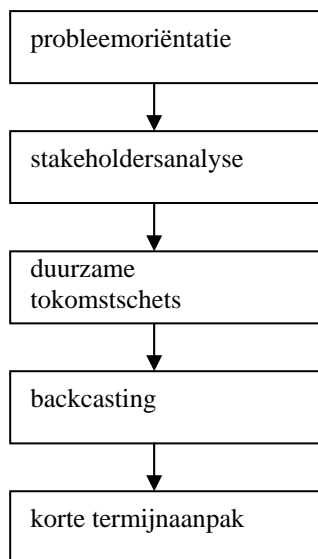 probleemoriëntatie
stakeholdersanalyse
duurzame
tokomstschets
backcasting
korte termijnaanpak